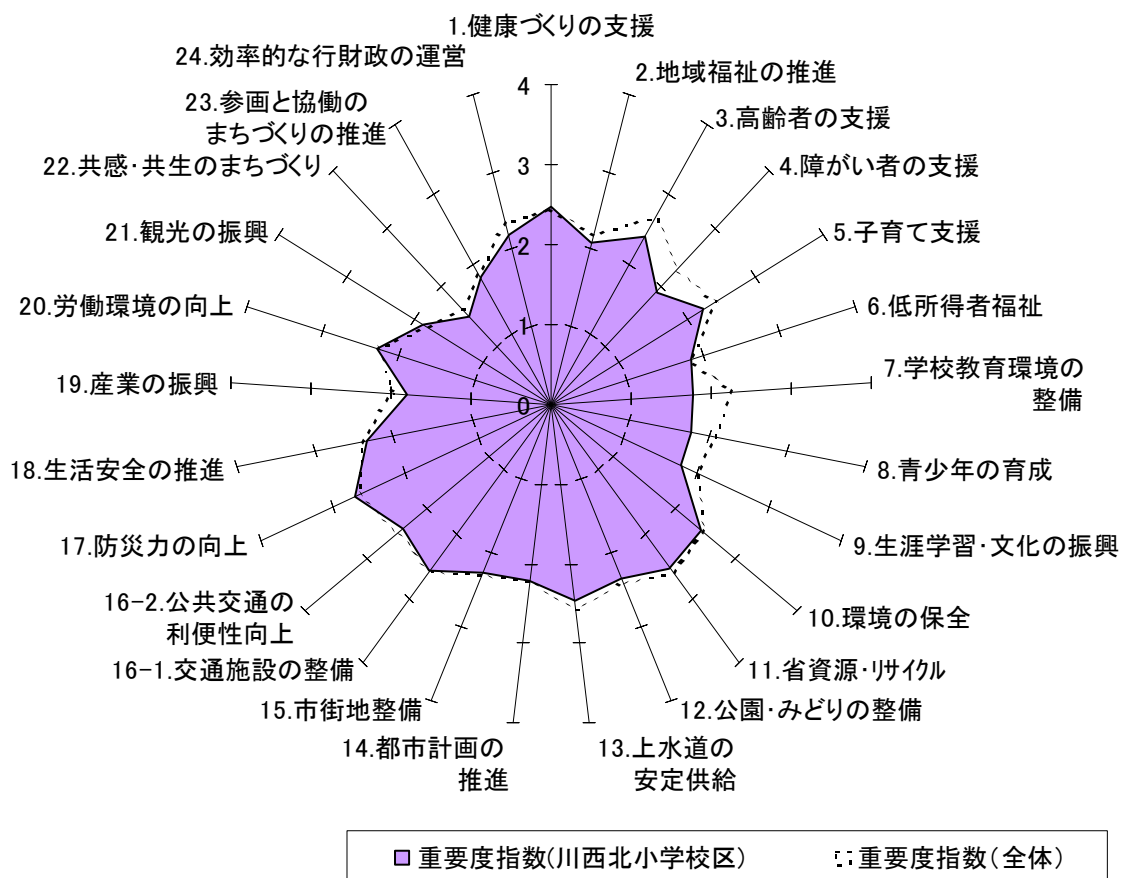 1.健康づくりの支援
2.地域福祉の推進
3.高齢者の支援
4.障がい者の支援
5.子育て支援
6.低所得者福祉
7.学校教育環境の
整備
8.青少年の育成
9.生涯学習・文化の振興
10.環境の保全
11.省資源・リサイクル
12.公園・みどりの整備
13.上水道の
安定供給
14.都市計画の
推進
15.市街地整備
16-1.交通施設の整備
16-2.公共交通の
利便性向上
17.防災力の向上
18.生活安全の推進
19.産業の振興
20.労働環境の向上
21.観光の振興
22.共感・共生のまちづくり
23.参画と協働の
まちづくりの推進
24.効率的な行財政の運営
4
3
2
1
0
重要度指数(川西北小学校区)
重要度指数(全体)